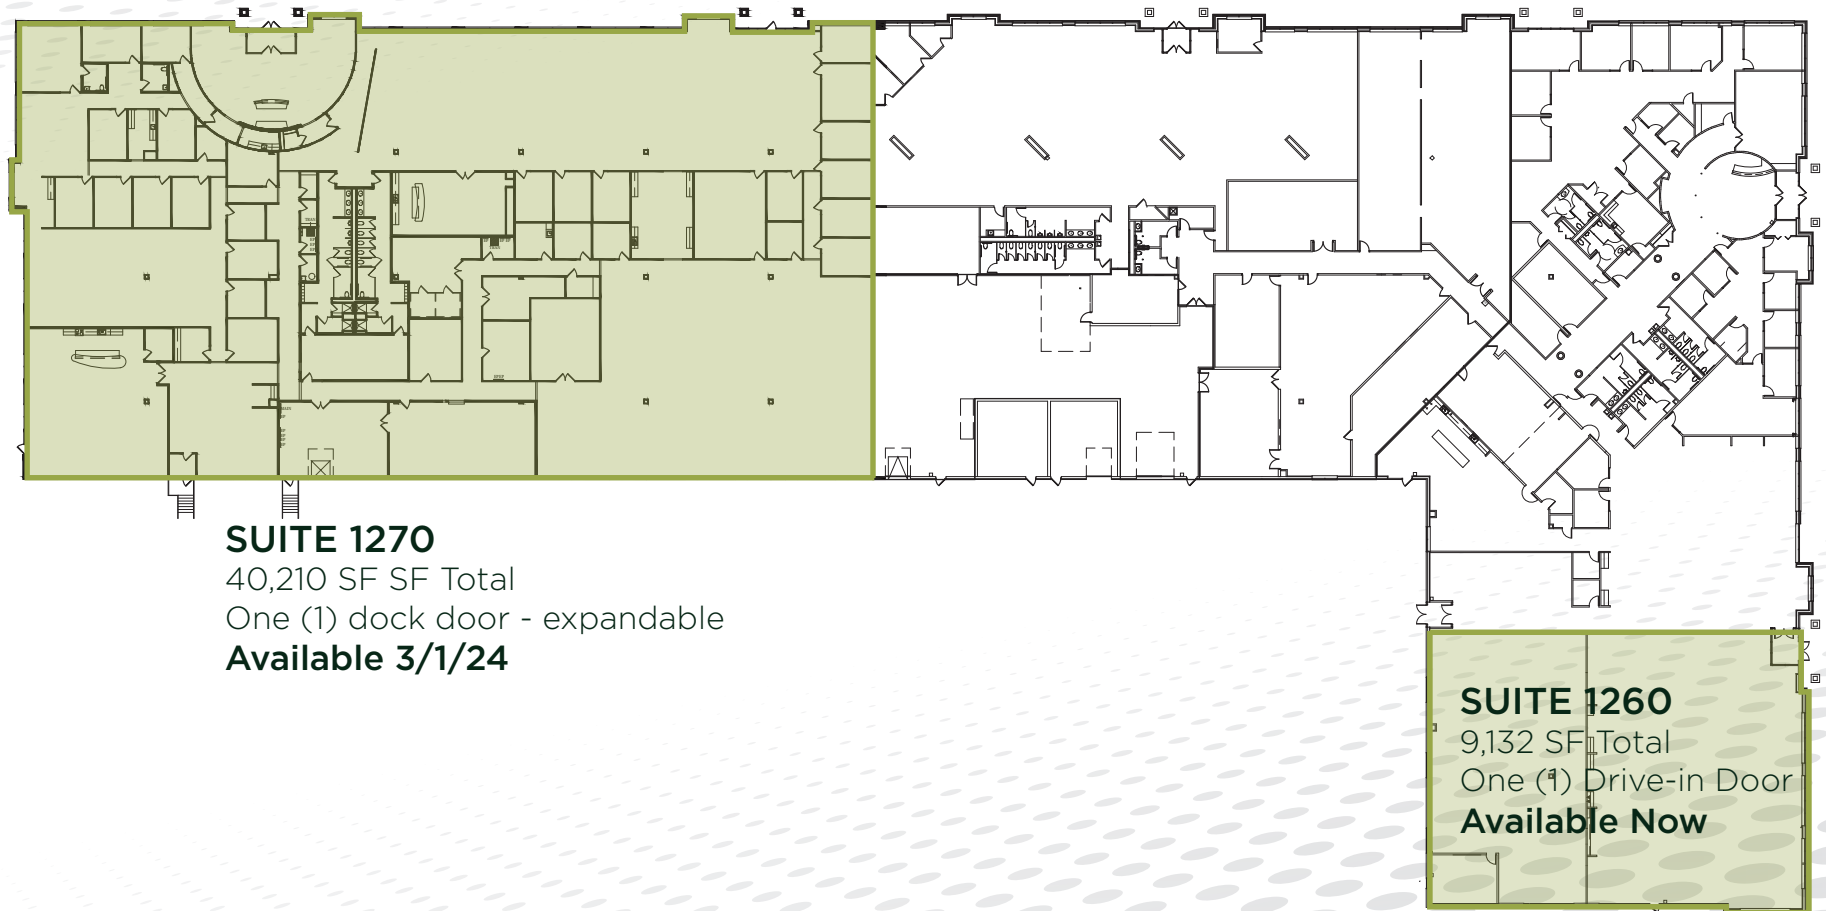 SUITE 1270
40,210 SF SF Total
One (1) dock door - expandable
Available 3/1/24
SUITE 1260
9,132 SF Total
One (1) Drive-in Door
Available Now